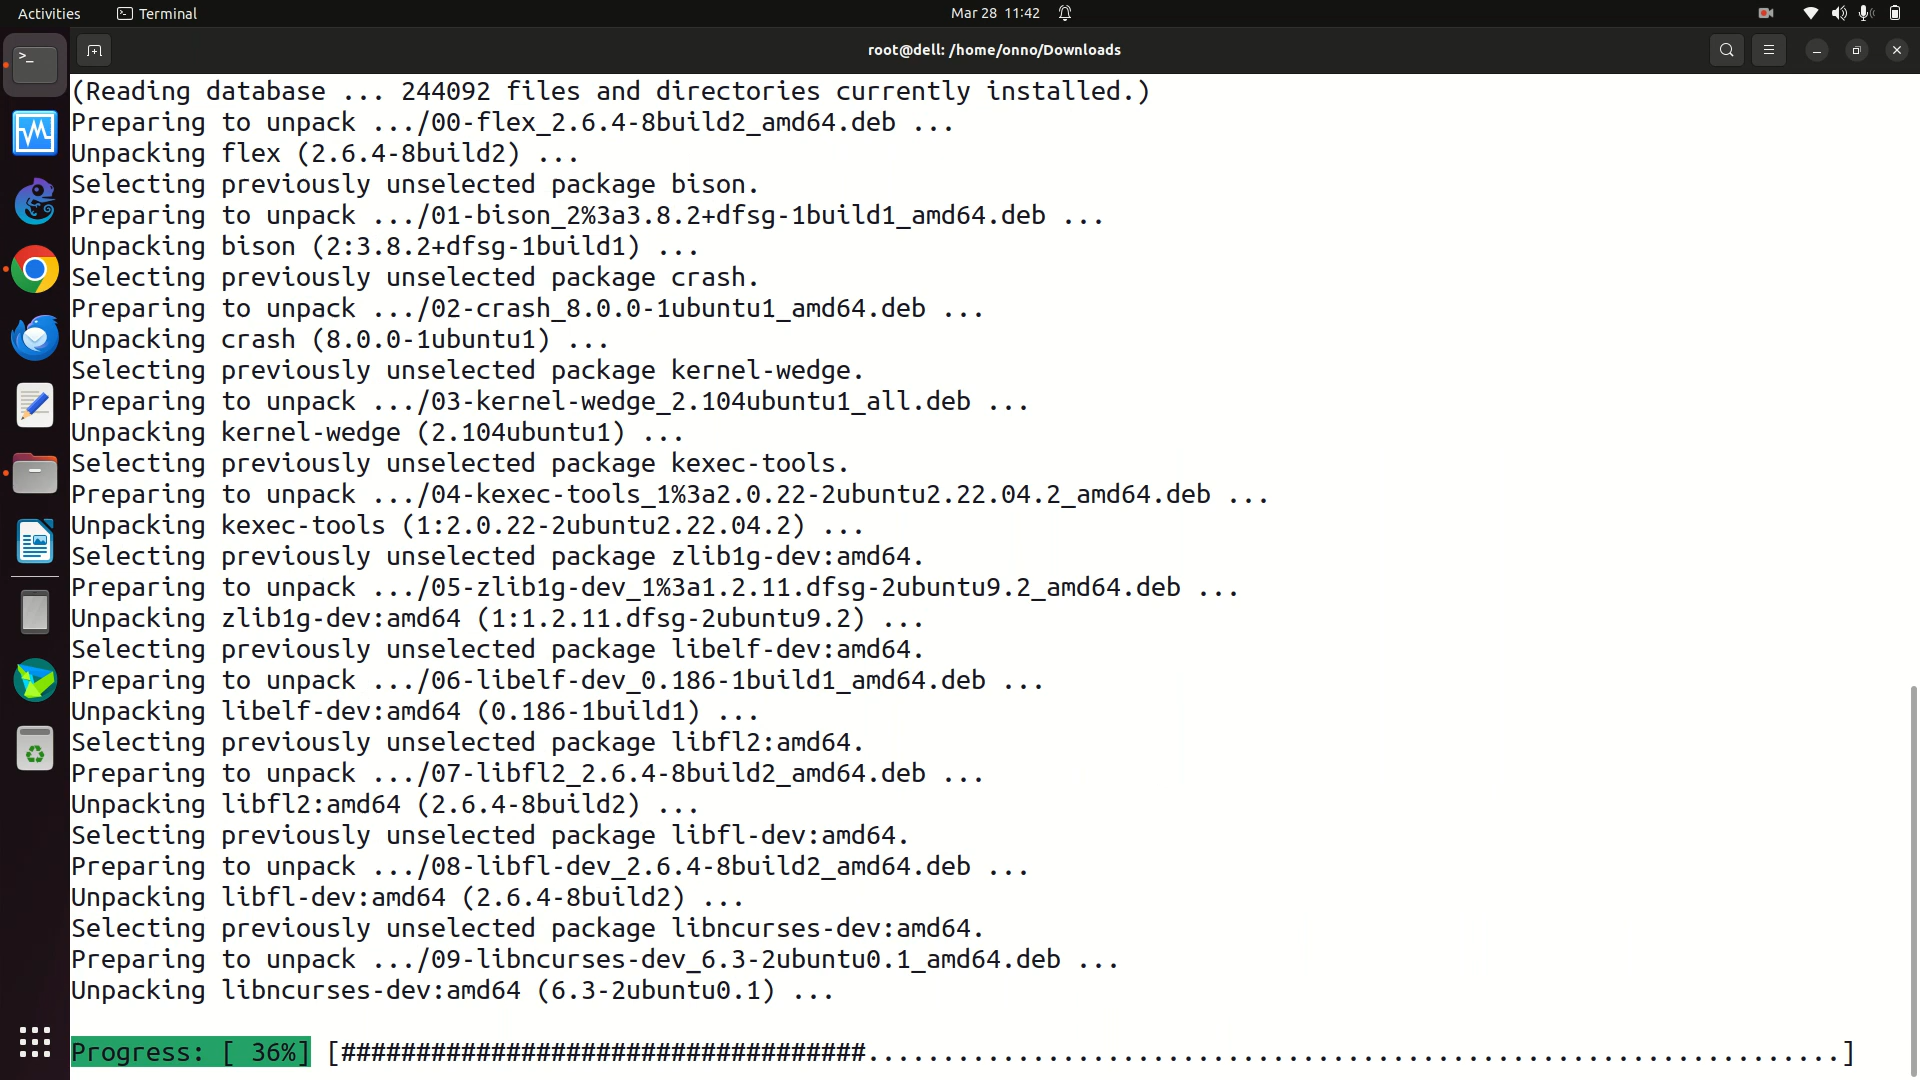 Activities Terminal Mar 28 11:42
root@dell: /home/onno/Downloads
(Reading database ... 244092 files and directories currently installed.)
Preparing to unpack .../00-flex_2.6.4-8build2_amd64.deb ...
Unpacking flex (2.6.4-8build2) ...
Selecting previously unselected package bison.
Preparing to unpack .../01-bison_2%3a3.8.2+dfsg-1build1_amd64.deb ...
Unpacking bison (2:3.8.2+dfsg-1build1) ...
Selecting previously unselected package crash.
Preparing to unpack .../02-crash_8.0.0-1ubuntu1_amd64.deb ...
Unpacking crash (8.0.0-1ubuntu1) ...
Selecting previously unselected package kernel-wedge.
Preparing to unpack .../03-kernel-wedge_2.104ubuntu1_all.deb ...
Unpacking kernel-wedge (2.104ubuntu1) ...
Selecting previously unselected package kexec-tools.
Preparing to unpack .../04-kexec-tools_1%3a2.0.22-2ubuntu2.22.04.2_amd64.deb ...
Unpacking kexec-tools (1:2.0.22-2ubuntu2.22.04.2) ...
Selecting previously unselected package zlib1g-dev:amd64.
Preparing to unpack .../05-zlib1g-dev_1%3a1.2.11.dfsg-2ubuntu9.2_amd64.deb ...
Unpacking zlib1g-dev:amd64 (1:1.2.11.dfsg-2ubuntu9.2) ...
Selecting previously unselected package libelf-dev:amd64.
Preparing to unpack .../06-libelf-dev_0.186-1build1_amd64.deb ...
Unpacking libelf-dev:amd64 (0.186-1build1) ...
Selecting previously unselected package libfl2:amd64.
Preparing to unpack .../07-libfl2_2.6.4-8build2_amd64.deb ...
Unpacking libfl2:amd64 (2.6.4-8build2) ...
Selecting previously unselected package libfl-dev:amd64.
Preparing to unpack .../08-libfl-dev_2.6.4-8build2_amd64.deb ...
Unpacking libfl-dev:amd64 (2.6.4-8build2) ...
Selecting previously unselected package libncurses-dev:amd64.
Preparing to unpack .../09-libncurses-dev_6.3-2ubuntu0.1_amd64.deb ...
Unpacking libncurses-dev:amd64 (6.3-2ubuntu0.1) ...
Progress: [ 36%] [###################################.................................................................]